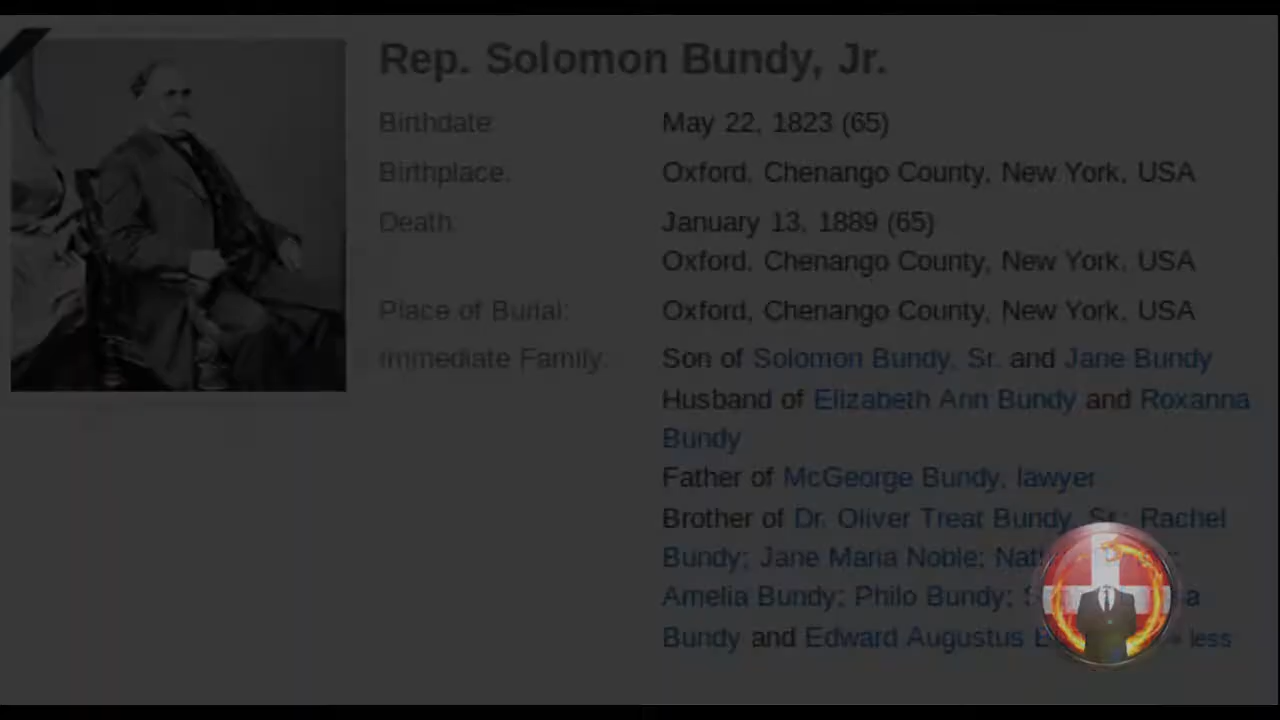 Rep. Solomon Bundy, Jr.
Birthdate:
May 22, 1823 (65)
Birthplace:
Oxford, Chenango County, New York, USA
Death:
January 13, 1889 (65)
Oxford, Chenango County, New York, USA
Place of Burial:
Oxford, Chenango County, New York, USA
Immediate Family:
Son of Solomon Bundy, Sr. and Jane Bundy
Husband of Elizabeth Ann Bundy and Roxanna
Bundy
Father of McGeorge Bundy, lawyer
Brother of Dr. Oliver Treat Bundy, Sr.; Rachel
Bundy; Jane Maria Noble;
Amelia Bundy; Philo Bundy;
Bundy and Edward Augustus
« less